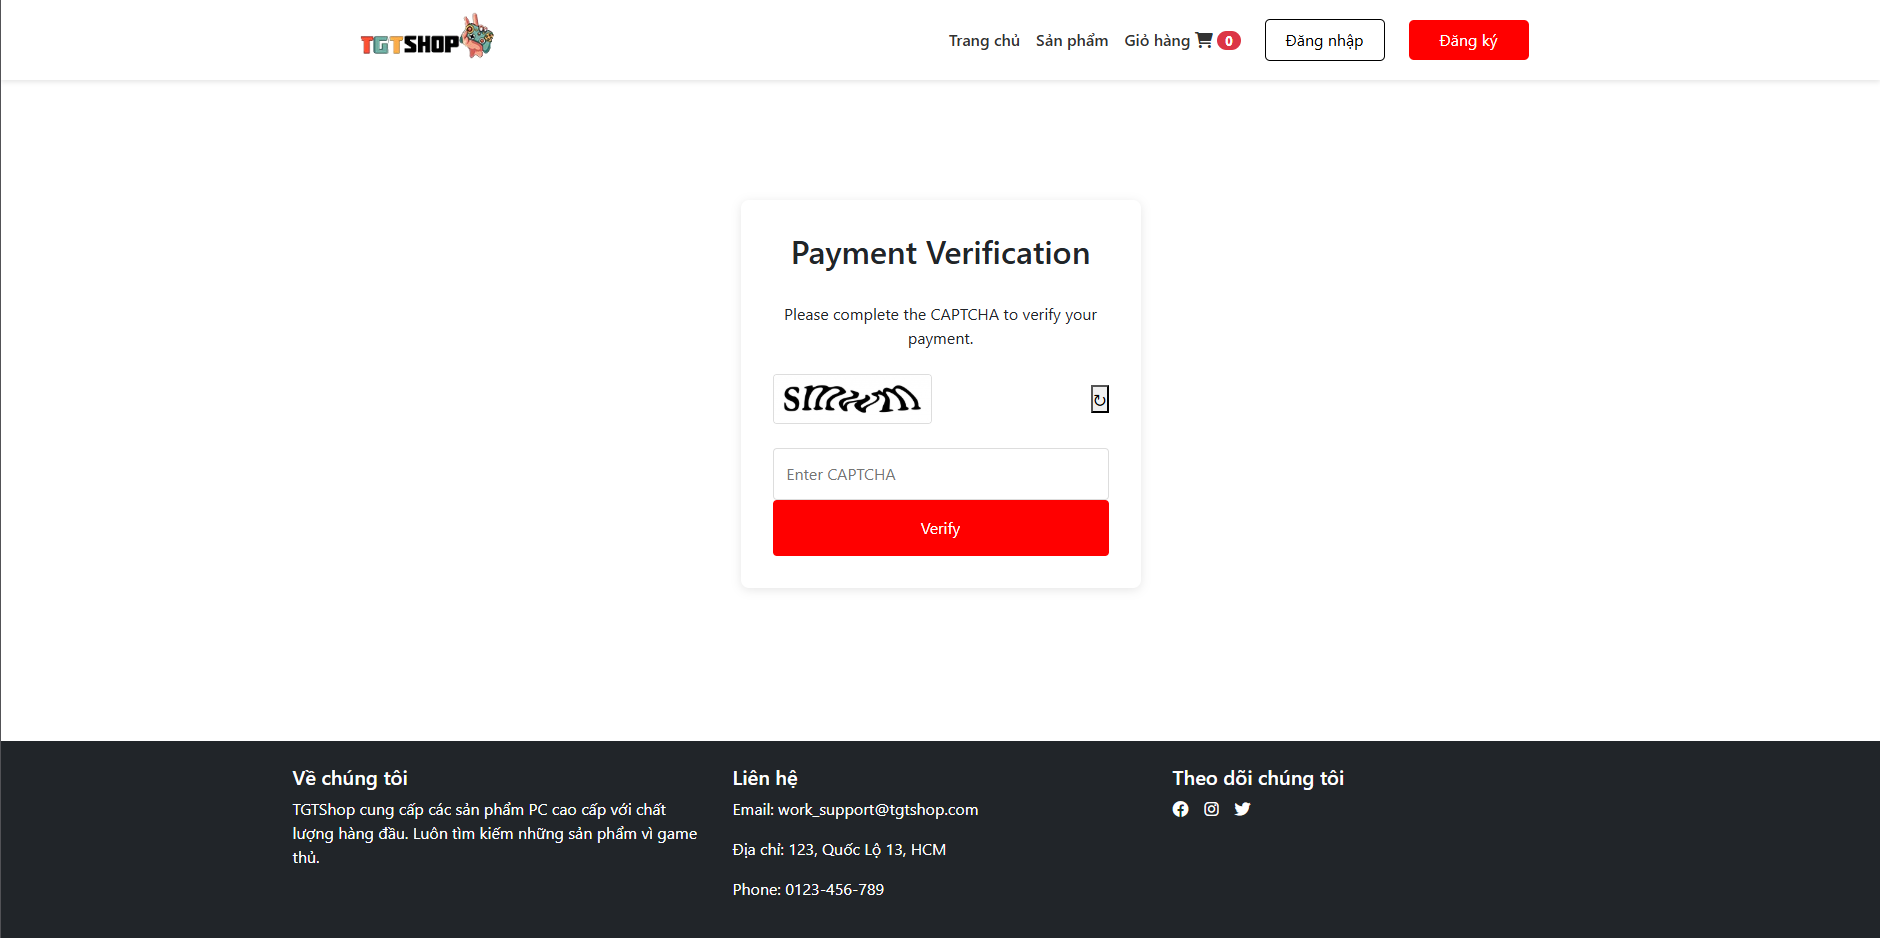 TGTSHOP
Trang chủ
Sản phẩm
Giỏ hàng 0
Đăng nhập
Đăng ký
Payment Verification
Please complete the CAPTCHA to verify your
payment.
↻
Enter CAPTCHA
Verify
Về chúng tôi
TGTShop cung cấp các sản phẩm PC cao cấp với chất
lượng hàng đầu. Luôn tìm kiếm những sản phẩm vì game
thủ.
Liên hệ
Email: work_support@tgtshop.com
Địa chỉ: 123, Quốc Lộ 13, HCM
Phone: 0123-456-789
Theo dõi chúng tôi